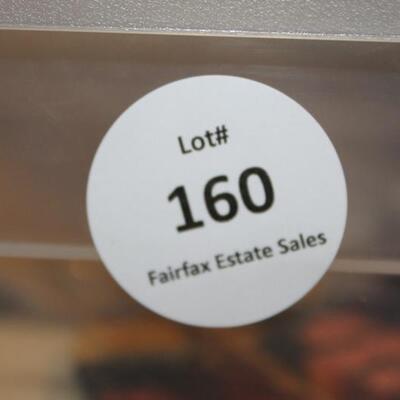 Lot#
160
Fairfax Estate Sales